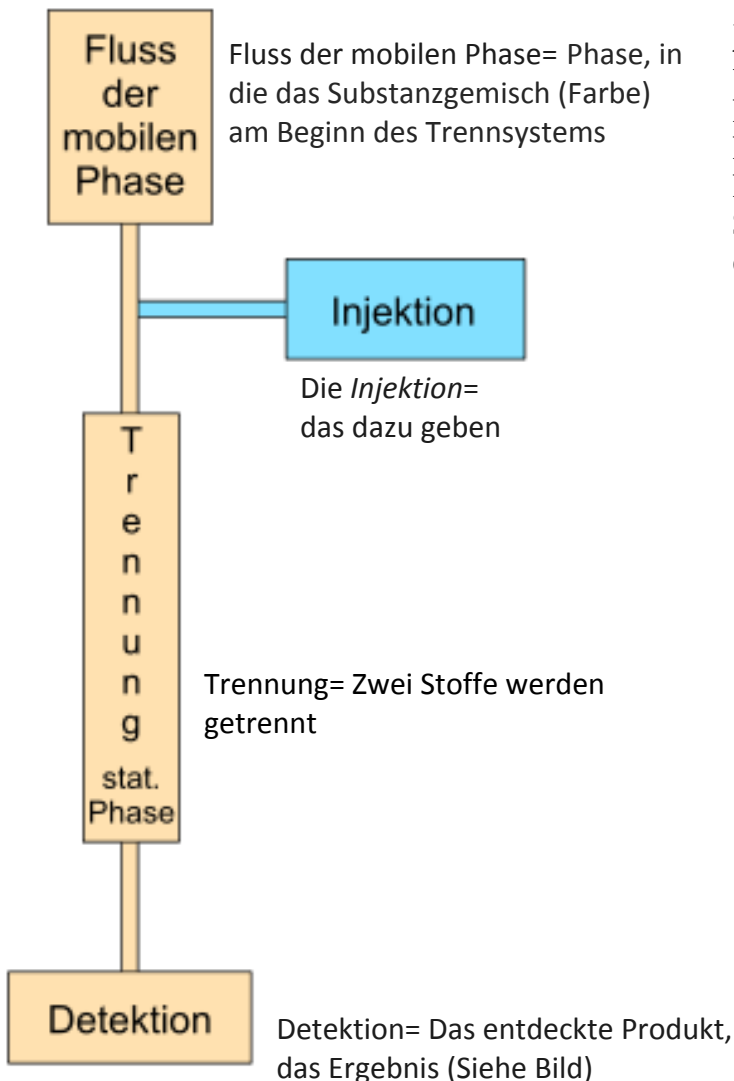 Fluss
der
mobilen
Phase
Fluss der mobilen Phase= Phase, in
die das Substanzgemisch (Farbe)
am Beginn des Trennsystems
Injektion
Die Injektion=
das dazu geben
T
r
e
n
n
u
n
g
stat.
Phase
Trennung= Zwei Stoffe werden
getrennt
Detektion
Detektion= Das entdeckte Produkt,
das Ergebnis (Siehe Bild)